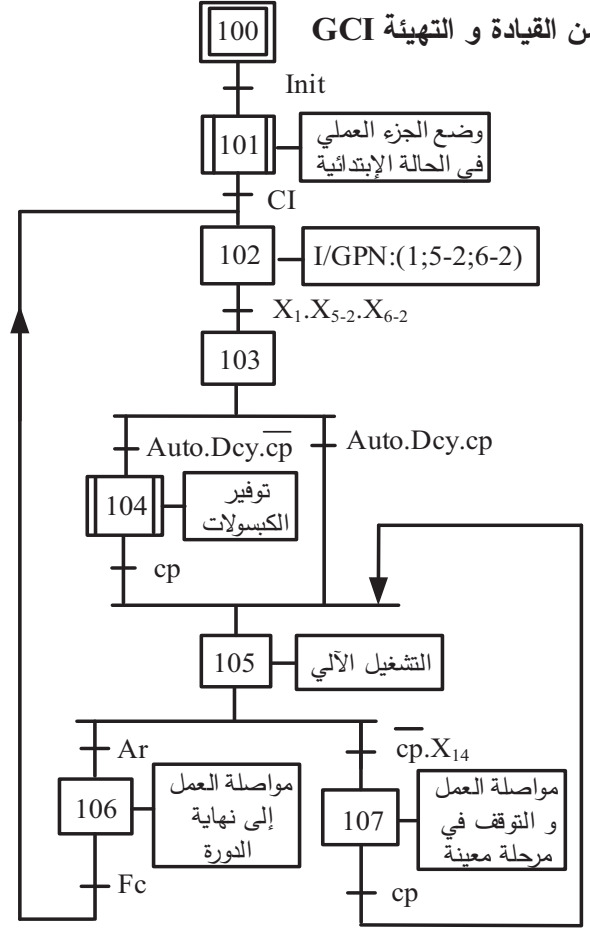 القيادة و التهيئة GCI
100
Init
101
وضع الجزء العملي
في الحالة الإبتدائية
CI
102
I/GPN:(1;5-2;6-2)
X₁.X₅₋₂.X₆₋₂
103
Auto.Dcy.c̅p̅
Auto.Dcy.cp
104
توفير
الكبسولات
cp
105
التشغيل الآلي
Ar
c̅p̅.X₁₄
106
مواصلة العمل
إلى نهاية
الدورة
107
مواصلة العمل
و التوقف في
مرحلة معينة
Fc
cp